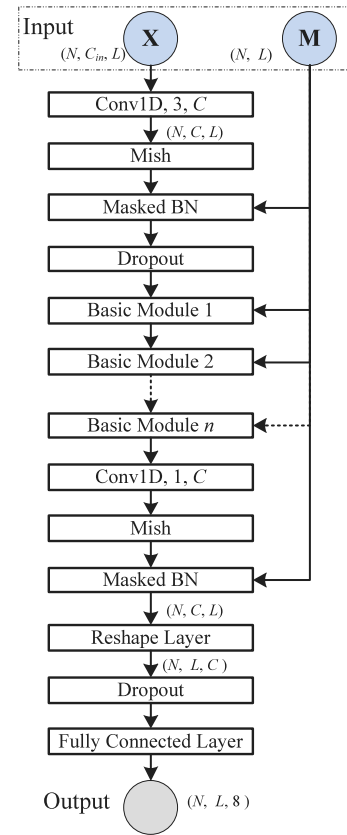 Input
X
M
(N, C_in, L)
(N, L)
Conv1D, 3, C
(N, C, L)
Mish
Masked BN
Dropout
Basic Module 1
Basic Module 2
Basic Module n
Conv1D, 1, C
Mish
Masked BN
(N, C, L)
Reshape Layer
(N, L, C )
Dropout
Fully Connected Layer
Output
(N, L, 8 )